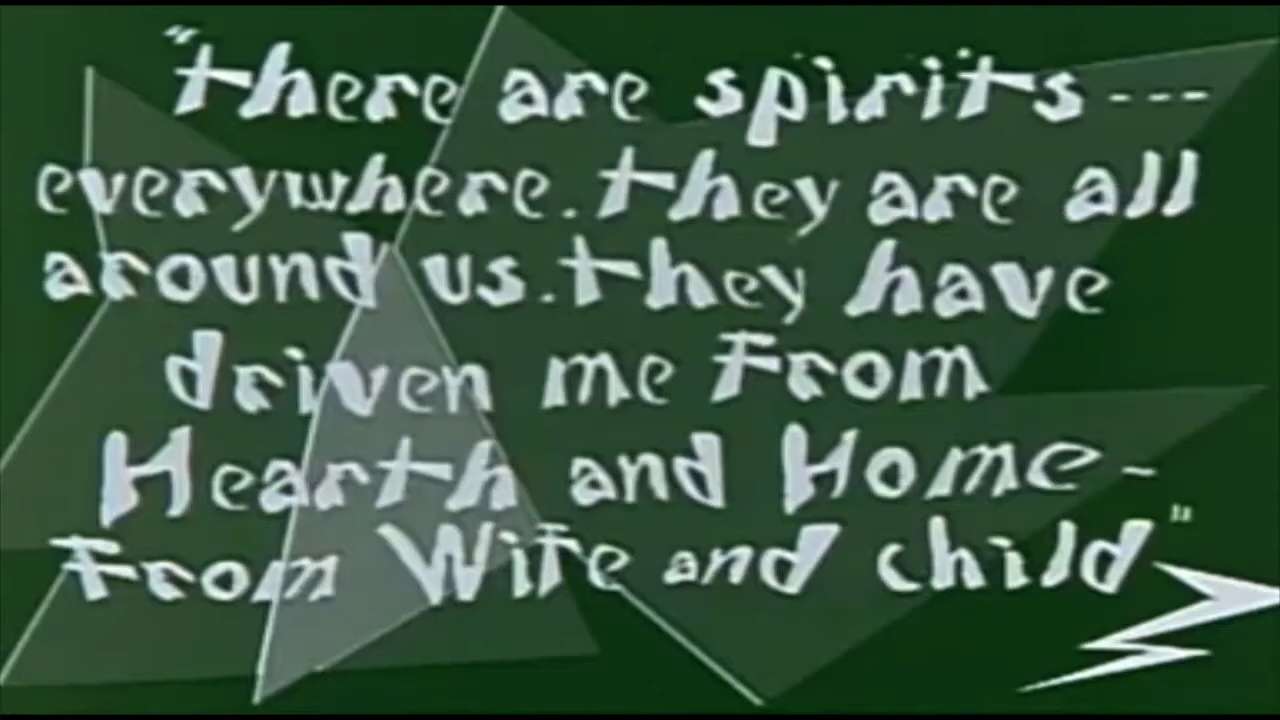 "there are spirits---
everywhere. they are all
around us. they have
driven me From
Hearth and Home-
From Wife and child"